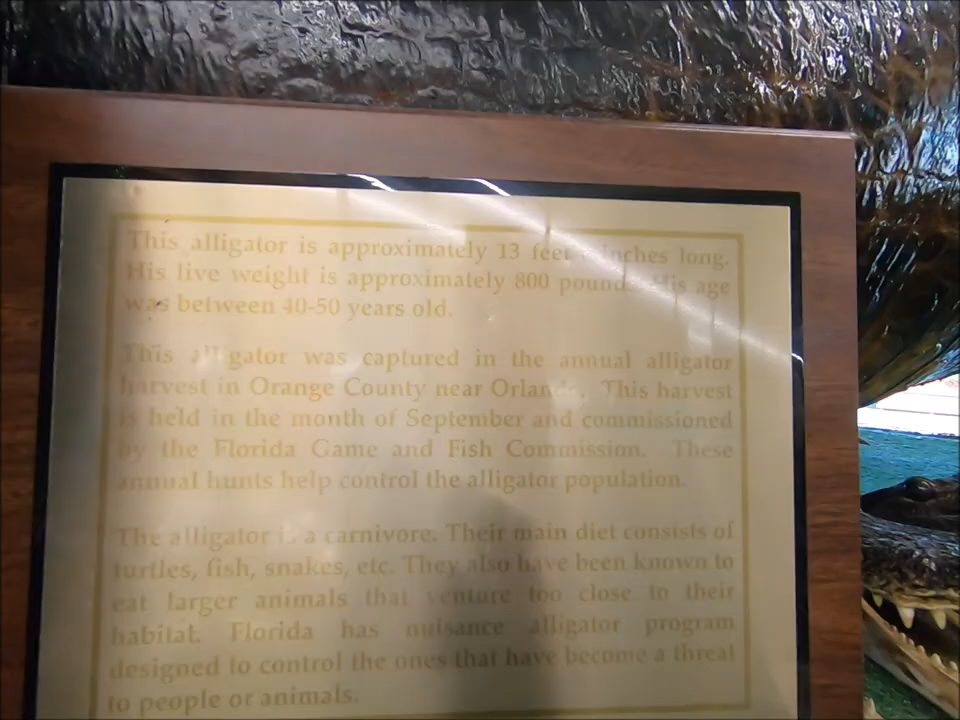 This alligator is approximately 13 feet inches long.
His live weight is approximately 800 pounds. His age
was between 40-50 years old.
This alligator was captured in the annual alligator
harvest in Orange County near Orlando. This harvest
is held in the month of September and commissioned
by the Florida Game and Fish Commission. These
annual hunts help control the alligator population.
The alligator is a carnivore. Their main diet consists of
turtles, fish, snakes, etc. They also have been known to
eat larger animals that venture too close to their
habitat. Florida has nuisance alligator program
designed to control the ones that have become a threat
to people or animals.